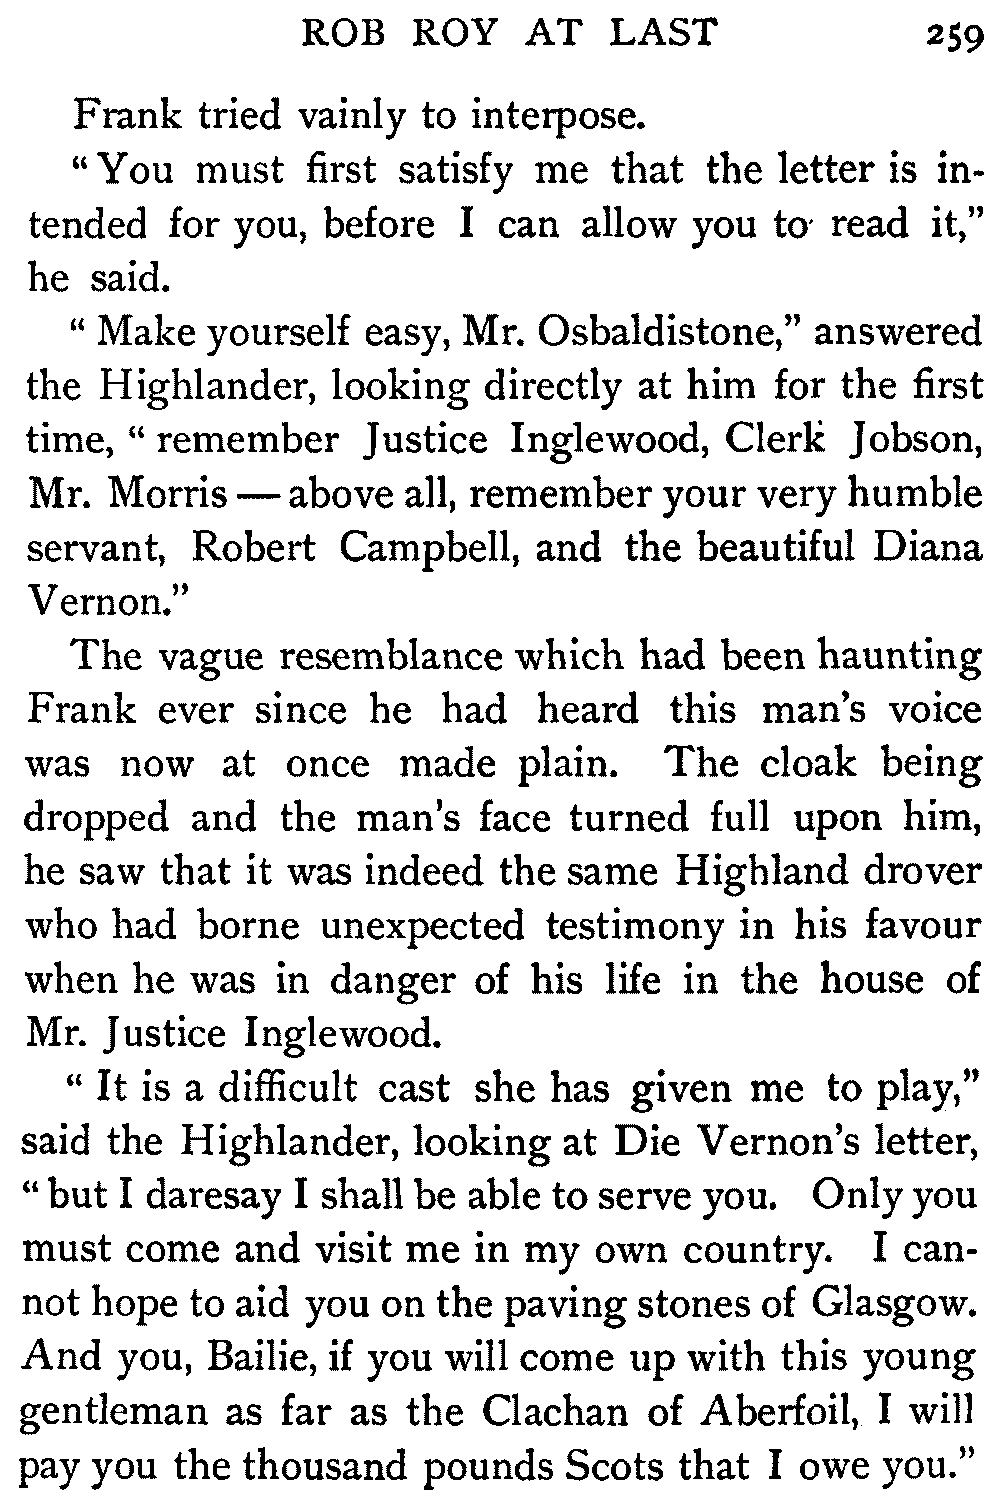 ROB ROY AT LAST 259
Frank tried vainly to interpose.
“You must first satisfy me that the letter is in-
tended for you, before I can allow you to read it,”
he said.
“Make yourself easy, Mr. Osbaldistone,” answered
the Highlander, looking directly at him for the first
time, “remember Justice Inglewood, Clerk Jobson,
Mr. Morris — above all, remember your very humble
servant, Robert Campbell, and the beautiful Diana
Vernon.”
The vague resemblance which had been haunting
Frank ever since he had heard this man's voice
was now at once made plain. The cloak being
dropped and the man's face turned full upon him,
he saw that it was indeed the same Highland drover
who had borne unexpected testimony in his favour
when he was in danger of his life in the house of
Mr. Justice Inglewood.
“It is a difficult cast she has given me to play,”
said the Highlander, looking at Die Vernon's letter,
“but I daresay I shall be able to serve you. Only you
must come and visit me in my own country. I can-
not hope to aid you on the paving stones of Glasgow.
And you, Bailie, if you will come up with this young
gentleman as far as the Clachan of Aberfoil, I will
pay you the thousand pounds Scots that I owe you.”